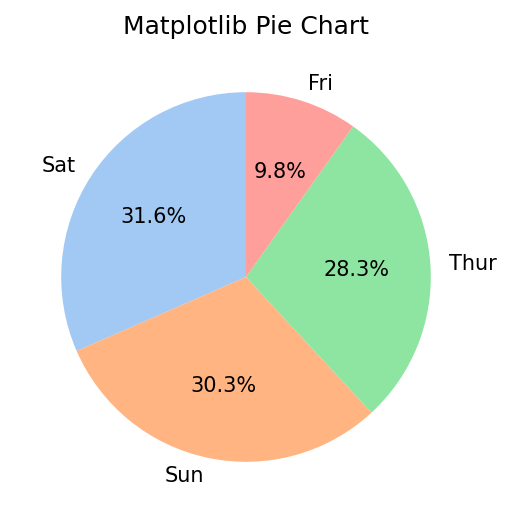 Matplotlib Pie Chart
Fri
Sat
9.8%
31.6%
Thur
28.3%
30.3%
Sun